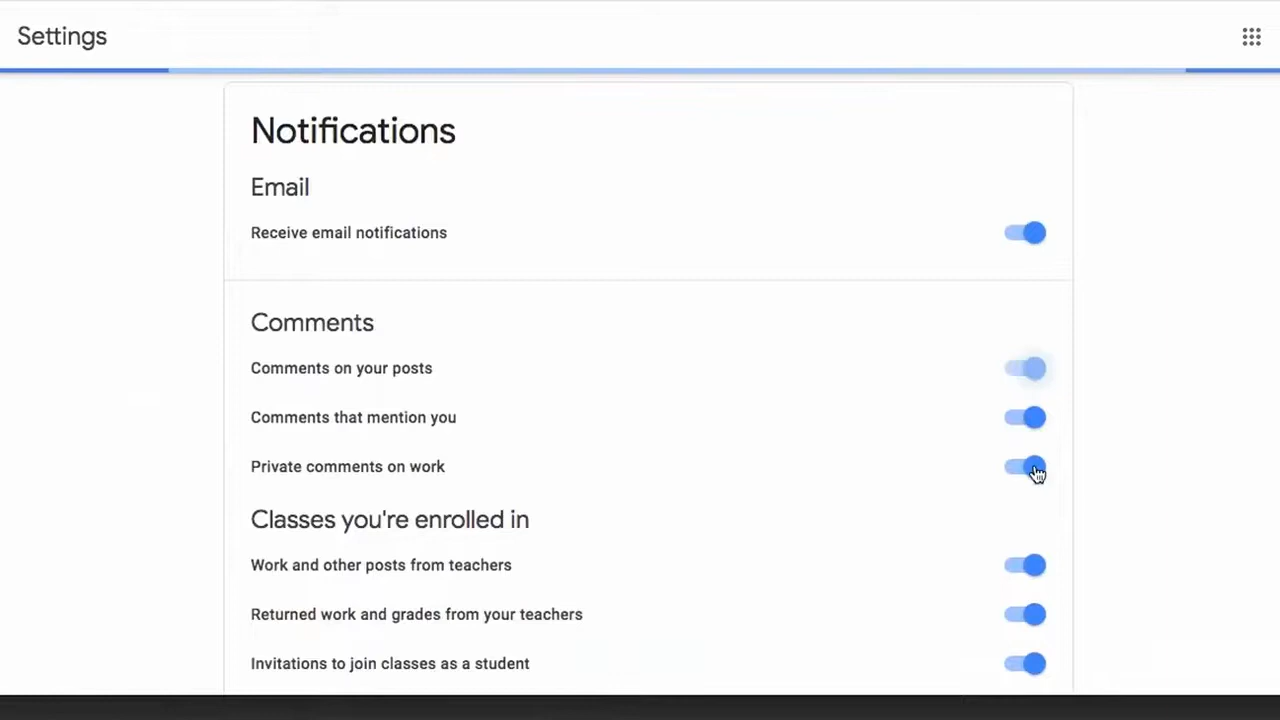 Settings
Notifications
Email
Receive email notifications
Comments
Comments on your posts
Comments that mention you
Private comments on work
Classes you're enrolled in
Work and other posts from teachers
Returned work and grades from your teachers
Invitations to join classes as a student